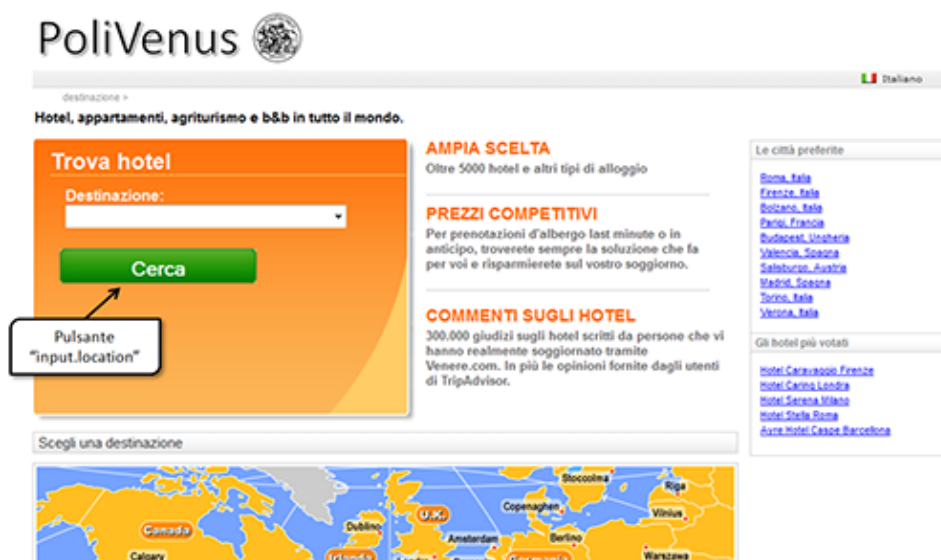 PoliVenus
Italiano
destinazione >
Hotel, appartamenti, agriturismo e b&b in tutto il mondo.
Trova hotel
Destinazione:
Cerca
Pulsante
"input.location"
AMPIA SCELTA
Oltre 5000 hotel e altri tipi di alloggio
PREZZI COMPETITIVI
Per prenotazioni d'albergo last minute o in
anticipo, troverete sempre la soluzione che fa
per voi e risparmierete sul vostro soggiorno.
COMMENTI SUGLI HOTEL
300.000 giudizi sugli hotel scritti da persone che vi
hanno realmente soggiornato tramite
Venere.com. In più le opinioni fornite dagli utenti
di TripAdvisor.
Le città preferite
Roma, Italia
Firenze, Italia
Bolzano, Italia
Parigi, Francia
Budapest, Ungheria
Valencia, Spagna
Salisburgo, Austria
Madrid, Spagna
Torino, Italia
Verona, Italia
Gli hotel più votati
Hotel Caravaggio Firenze
Hotel Caring Londra
Hotel Serena Milano
Hotel Stella Roma
Ayre Hotel Caspe Barcellona
Scegli una destinazione
Stoccolma
Riga
Copenaghen
Vilnius
Canada
U.K.
Dublino
Amsterdam
Berlino
Calgary
Irlanda
Germania
Warszawa